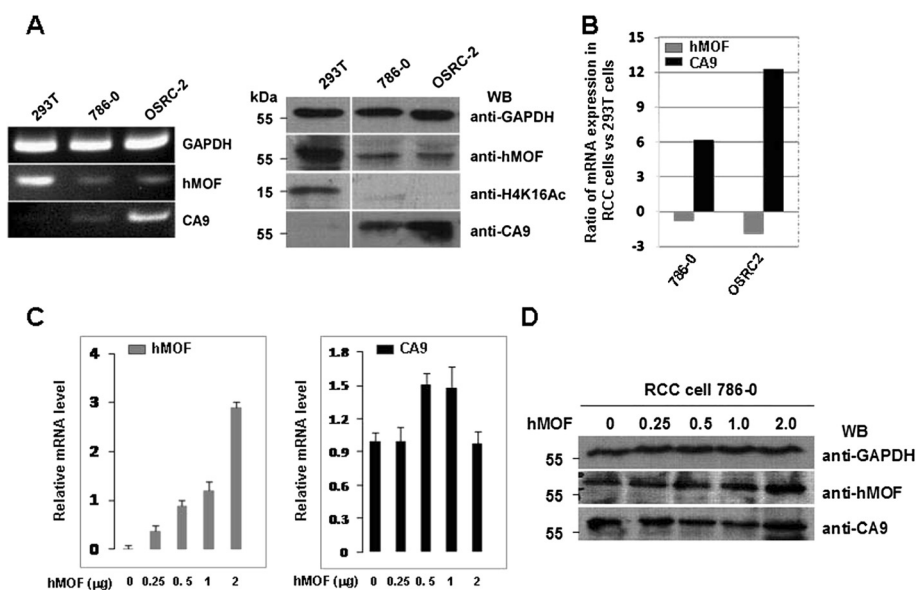 A
293T
786-0
OSRC-2
GAPDH
hMOF
CA9
293T
786-0
OSRC-2
kDa
WB
55
anti-GAPDH
55
anti-hMOF
15
anti-H4K16Ac
55
anti-CA9
B
Ratio of mRNA expression in
RCC cells vs 293T cells
15
12
9
6
3
0
-3
hMOF
CA9
786-0
OSRC2
C
Relative mRNA level
4
3
2
1
1
0
hMOF
hMOF (μg) 0 0.25 0.5 1 2
Relative mRNA level
1.8
1.5
1.2
0.9
0.6
0.3
0
CA9
0 0.25 0.5 1 2
D
RCC cell 786-0
hMOF 0 0.25 0.5 1.0 2.0
WB
55
anti-GAPDH
55
anti-hMOF
55
anti-CA9